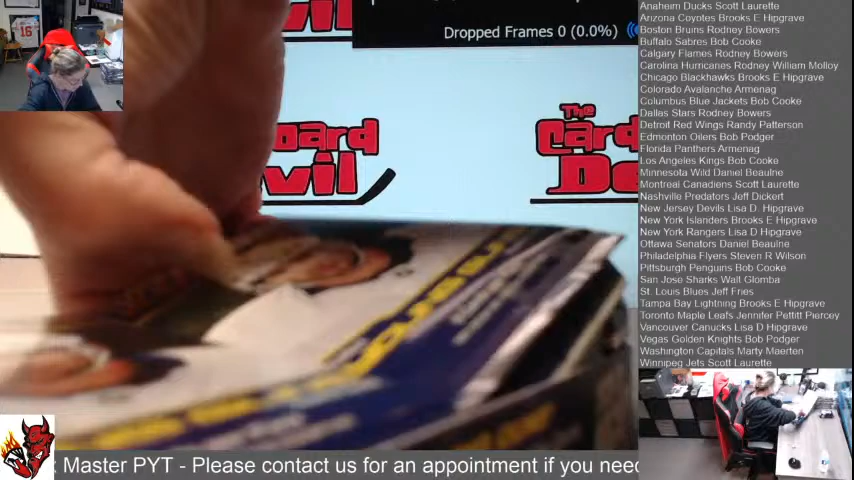 16
Dropped Frames 0 (0.0%)
The
Card
De
oard
vil
Anaheim Ducks Scott Laurette
Arizona Coyotes Brooks E Hipgrave
Boston Bruins Rodney Bowers
Buffalo Sabres Bob Cooke
Calgary Flames Rodney Bowers
Carolina Hurricanes Rodney William Molloy
Chicago Blackhawks Brooks E Hipgrave
Colorado Avalanche Armenag
Columbus Blue Jackets Bob Cooke
Dallas Stars Rodney Bowers
Detroit Red Wings Randy Patterson
Edmonton Oilers Bob Podger
Florida Panthers Armenag
Los Angeles Kings Bob Cooke
Minnesota Wild Daniel Beaulne
Montreal Canadiens Scott Laurette
Nashville Predators Jeff Dickert
New Jersey Devils Lisa D. Hipgrave
New York Islanders Brooks E Hipgrave
New York Rangers Lisa D Hipgrave
Ottawa Senators Daniel Beaulne
Philadelphia Flyers Steven R Wilson
Pittsburgh Penguins Bob Cooke
San Jose Sharks Walt Glomba
St. Louis Blues Jeff Fries
Tampa Bay Lightning Brooks E Hipgrave
Toronto Maple Leafs Jennifer Pettitt Piercey
Vancouver Canucks Lisa D Hipgrave
Vegas Golden Knights Bob Podger
Washington Capitals Marty Maerten
Winnipeg Jets Scott Laurette
Master PYT - Please contact us for an appointment if you need